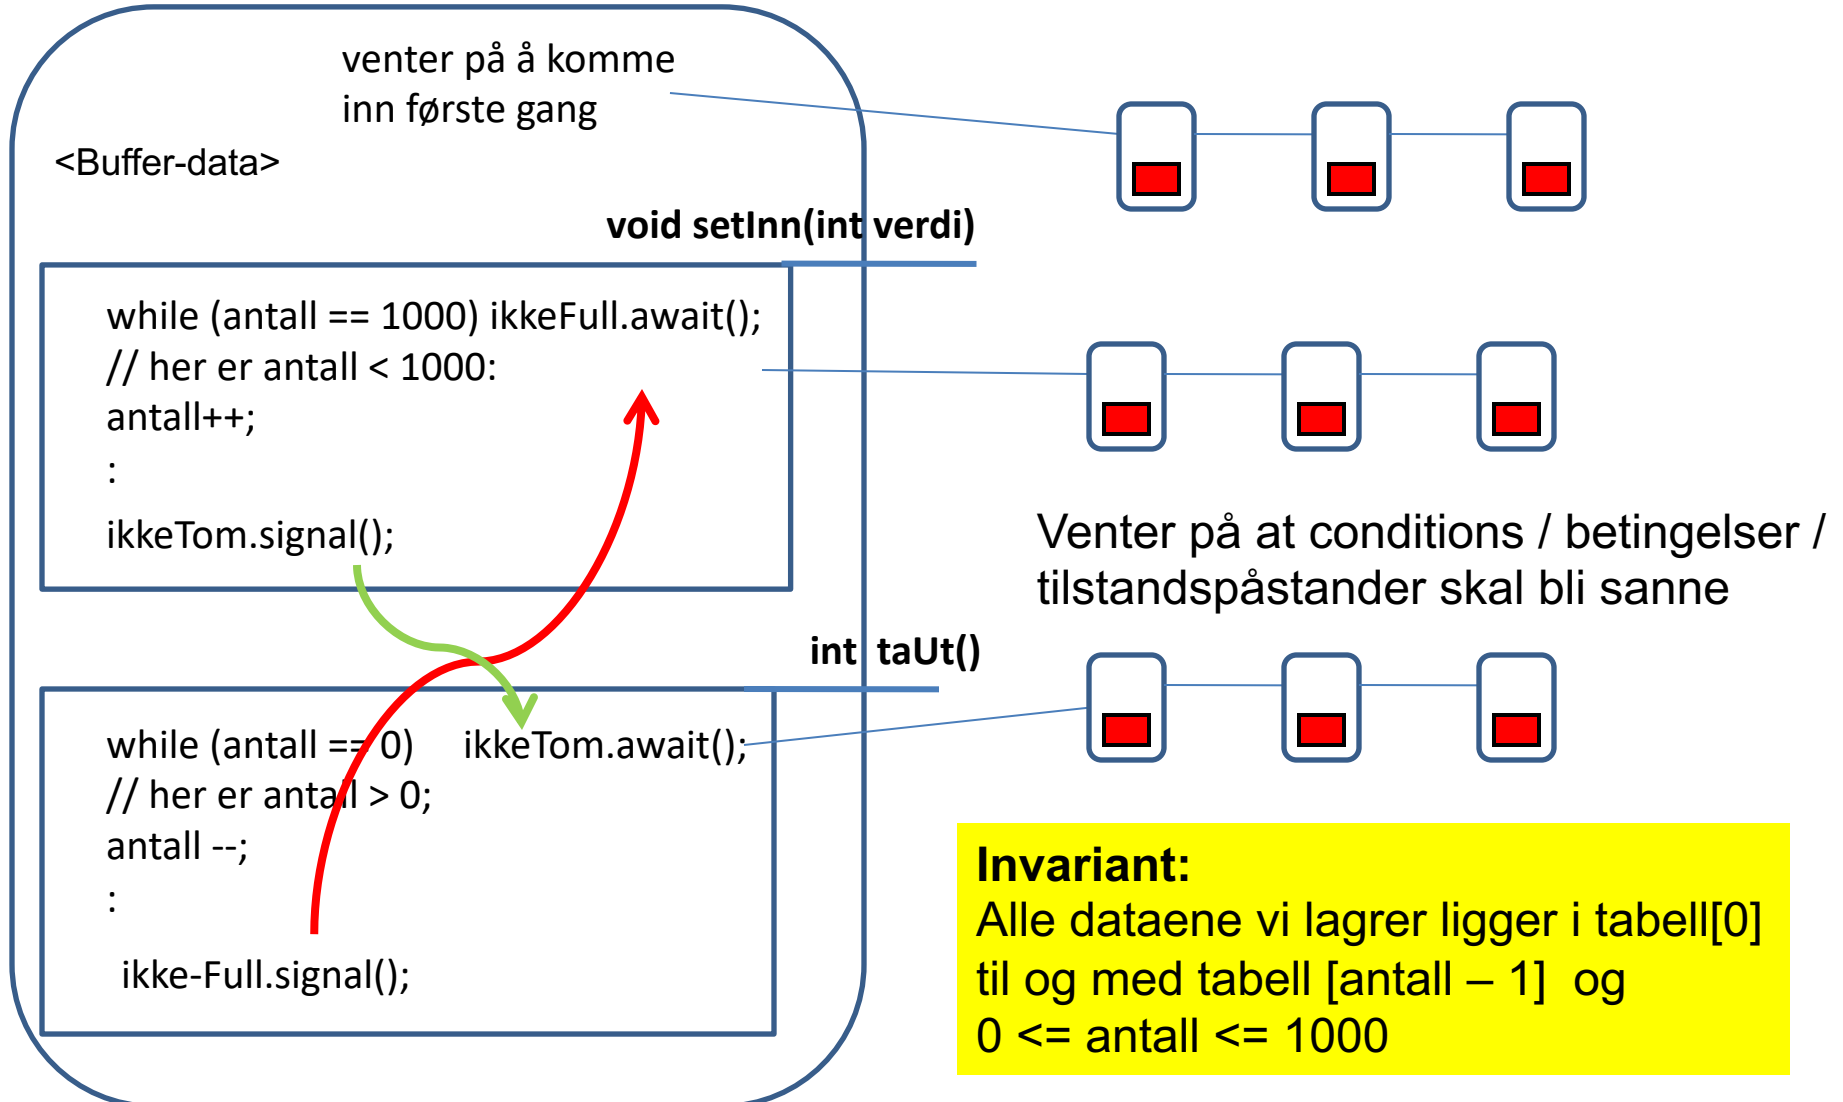 venter på å komme
inn første gang
<Buffer-data>
void setInn(int verdi)
while (antall == 1000) ikkeFull.await();
// her er antall < 1000:
antall++;
:
ikkeTom.signal();
Venter på at conditions / betingelser /
tilstandspåstander skal bli sanne
int taUt()
while (antall == 0) ikkeTom.await();
// her er antall > 0;
antall --;
:
ikke-Full.signal();
Invariant:
Alle dataene vi lagrer ligger i tabell[0]
til og med tabell [antall – 1] og
0 <= antall <= 1000